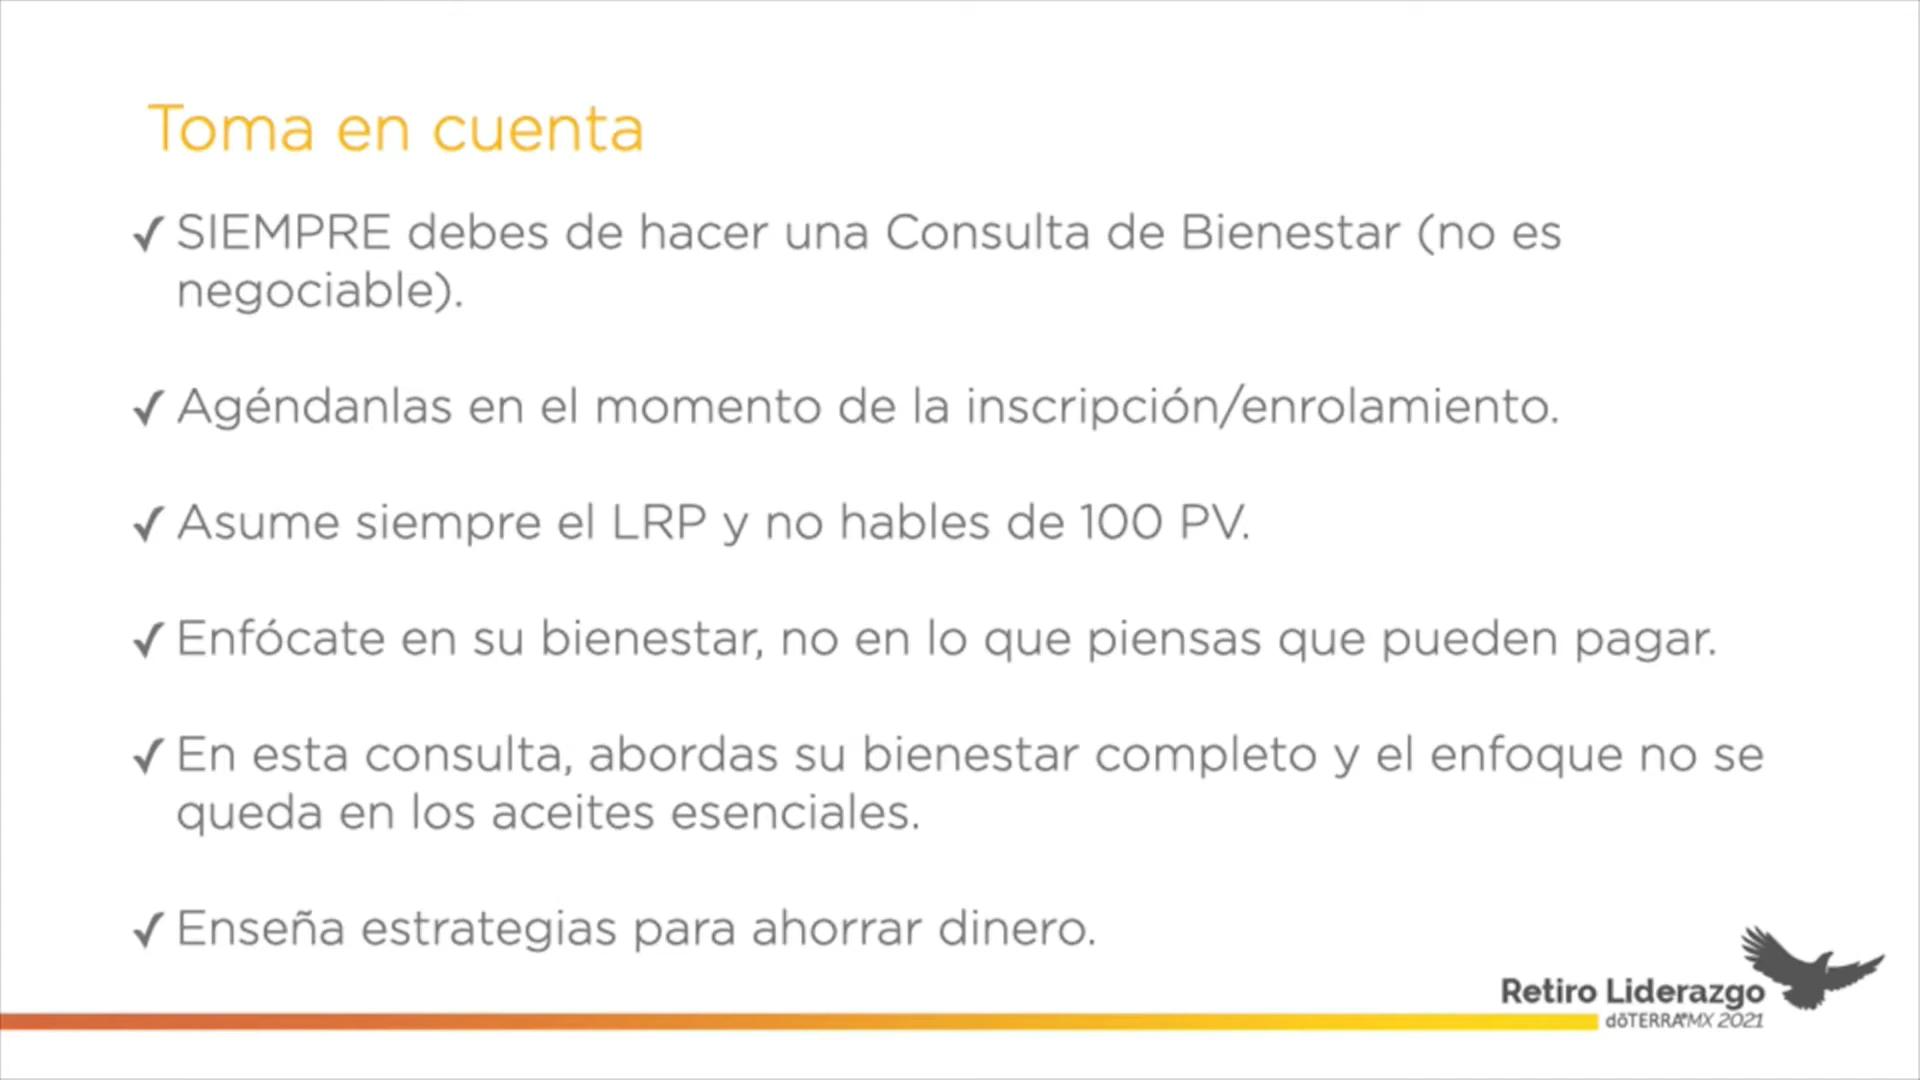 Toma en cuenta
✓ SIEMPRE debes de hacer una Consulta de Bienestar (no es
negociable).
✓ Agéndanlas en el momento de la inscripción/enrolamiento.
✓ Asume siempre el LRP y no hables de 100 PV.
✓ Enfócate en su bienestar, no en lo que piensas que pueden pagar.
✓ En esta consulta, abordas su bienestar completo y el enfoque no se
queda en los aceites esenciales.
✓ Enseña estrategias para ahorrar dinero.
Retiro Liderazgo
dōTERRA® MX 2021